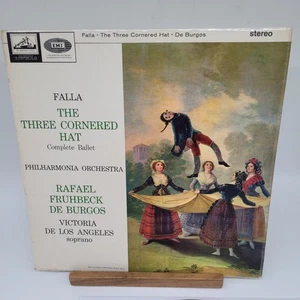 Falla · The Three Cornered Hat · De Burgos
stereo
EMI
FALLA
THE
THREE CORNERED
HAT
Complete Ballet
PHILHARMONIA ORCHESTRA
RAFAEL
FRÜHBECK
DE BURGOS
VICTORIA
DE LOS ANGELES
soprano